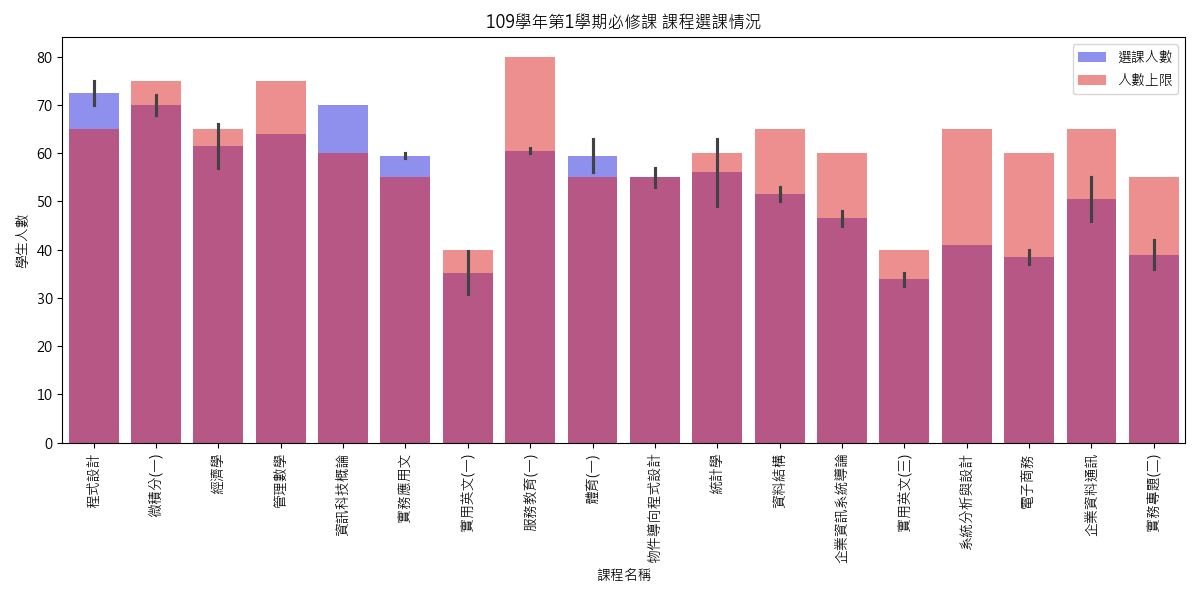 109學年第1學期必修課 課程選課情況
選課人數
人數上限
學生人數
80
70
60
50
40
30
20
10
0
程式設計
微積分(一)
經濟學
管理數學
資訊科技概論
實務應用文
實用英文(一)
服務教育(一)
體育(一)
物件導向程式設計
統計學
資料結構
企業資訊系統導論
實用英文(三)
系統分析與設計
電子商務
企業資料通訊
實務專題(二)
課程名稱